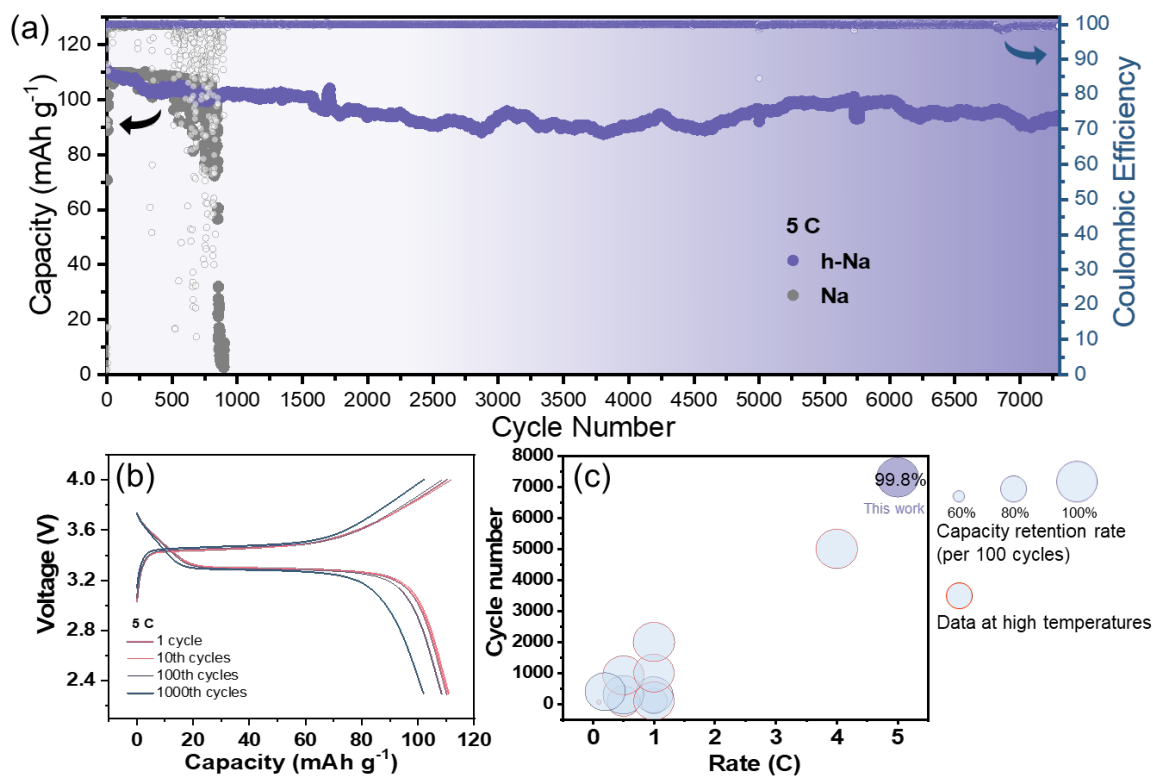 (a)
120
100
80
60
40
20
0
Capacity (mAh g⁻¹)
100
90
80
70
60
50
40
30
20
10
0
Coulombic Efficiency
5 C
h-Na
Na
0 500 1000 1500 2000 2500 3000 3500 4000 4500 5000 5500 6000 6500 7000
Cycle Number
(b)
4.0
3.6
3.2
2.8
2.4
Voltage (V)
5 C
1 cycle
10th cycles
100th cycles
1000th cycles
0 20 40 60 80 100 120
Capacity (mAh g⁻¹)
(c)
8000
7000
6000
5000
4000
3000
2000
1000
0
Cycle number
99.8%
This work
0 1 2 3 4 5
Rate (C)
60% 80% 100%
Capacity retention rate
(per 100 cycles)
Data at high temperatures